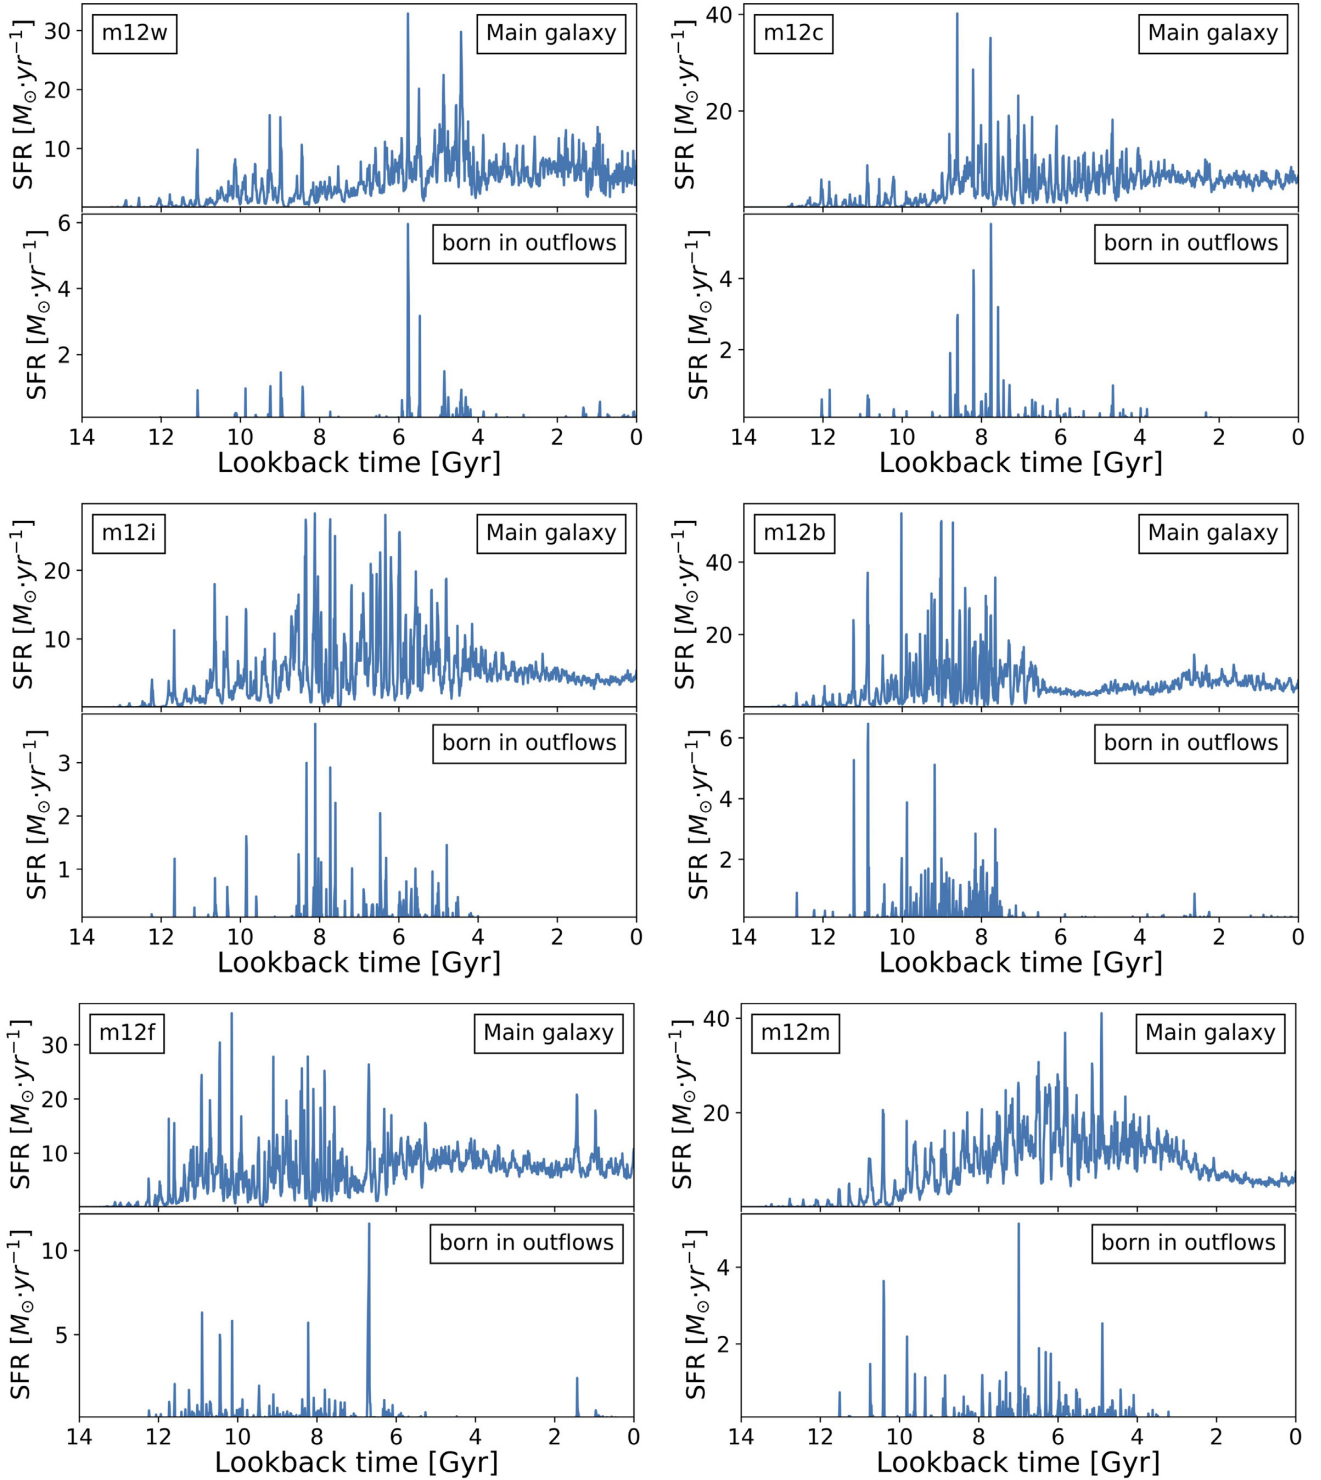 m12w
Main galaxy
SFR [M⊙·yr⁻¹]
30
20
10
born in outflows
SFR [M⊙·yr⁻¹]
6
4
2
14 12 10 8 6 4 2 0
Lookback time [Gyr]
m12c
Main galaxy
SFR [M⊙·yr⁻¹]
40
20
born in outflows
SFR [M⊙·yr⁻¹]
4
2
14 12 10 8 6 4 2 0
Lookback time [Gyr]
m12i
Main galaxy
SFR [M⊙·yr⁻¹]
20
10
born in outflows
SFR [M⊙·yr⁻¹]
3
2
1
14 12 10 8 6 4 2 0
Lookback time [Gyr]
m12b
Main galaxy
SFR [M⊙·yr⁻¹]
40
20
born in outflows
SFR [M⊙·yr⁻¹]
6
4
2
14 12 10 8 6 4 2 0
Lookback time [Gyr]
m12f
Main galaxy
SFR [M⊙·yr⁻¹]
30
20
10
born in outflows
SFR [M⊙·yr⁻¹]
10
5
14 12 10 8 6 4 2 0
Lookback time [Gyr]
m12m
Main galaxy
SFR [M⊙·yr⁻¹]
40
20
born in outflows
SFR [M⊙·yr⁻¹]
4
2
14 12 10 8 6 4 2 0
Lookback time [Gyr]